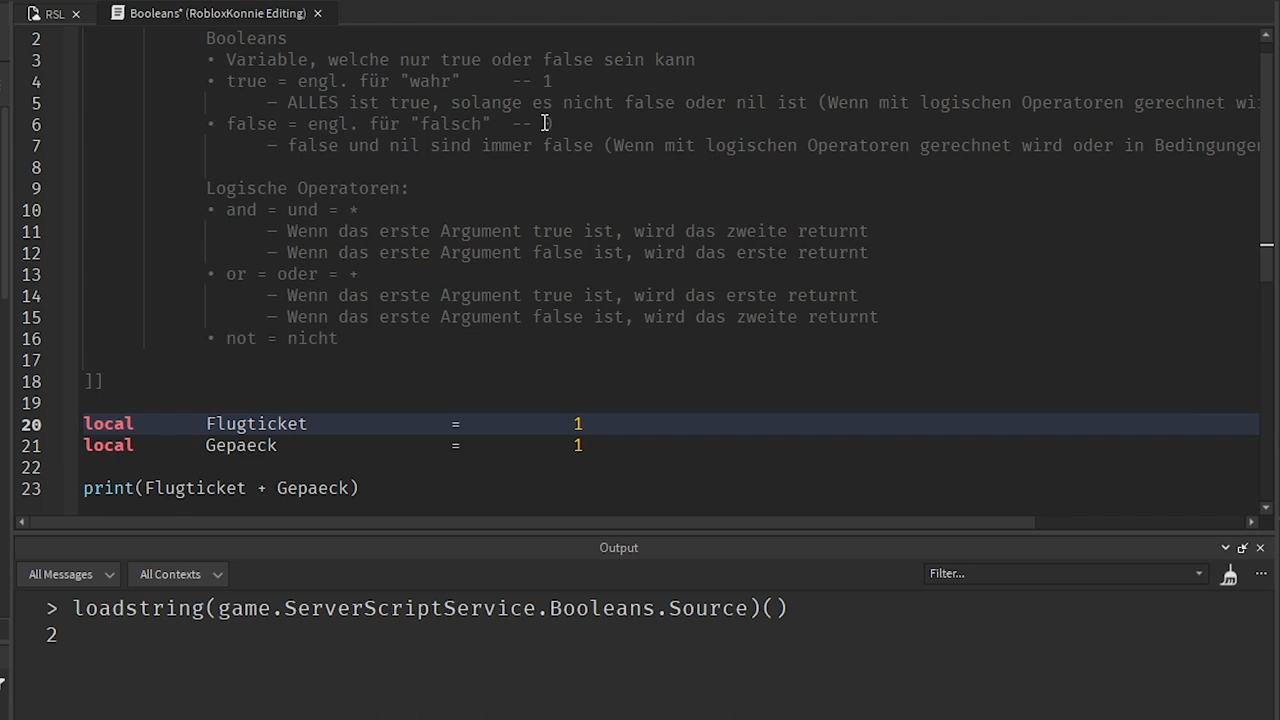 RSL
Booleans* (RobloxKonnie Editing)
2 Booleans
3 • Variable, welche nur true oder false sein kann
4 • true = engl. für "wahr" -- 1
5 – ALLES ist true, solange es nicht false oder nil ist (Wenn mit logischen Operatoren gerechnet wi
6 • false = engl. für "falsch" --
7 – false und nil sind immer false (Wenn mit logischen Operatoren gerechnet wird oder in Bedingungen
8
9 Logische Operatoren:
10 • and = und = *
11 – Wenn das erste Argument true ist, wird das zweite returnt
12 – Wenn das erste Argument false ist, wird das erste returnt
13 • or = oder = +
14 – Wenn das erste Argument true ist, wird das erste returnt
15 – Wenn das erste Argument false ist, wird das zweite returnt
16 • not = nicht
17
18 ]]
19
20 local Flugticket = 1
21 local Gepaeck = 1
22
23 print(Flugticket + Gepaeck)
Output
All Messages All Contexts Filter...
> loadstring(game.ServerScriptService.Booleans.Source)()
2